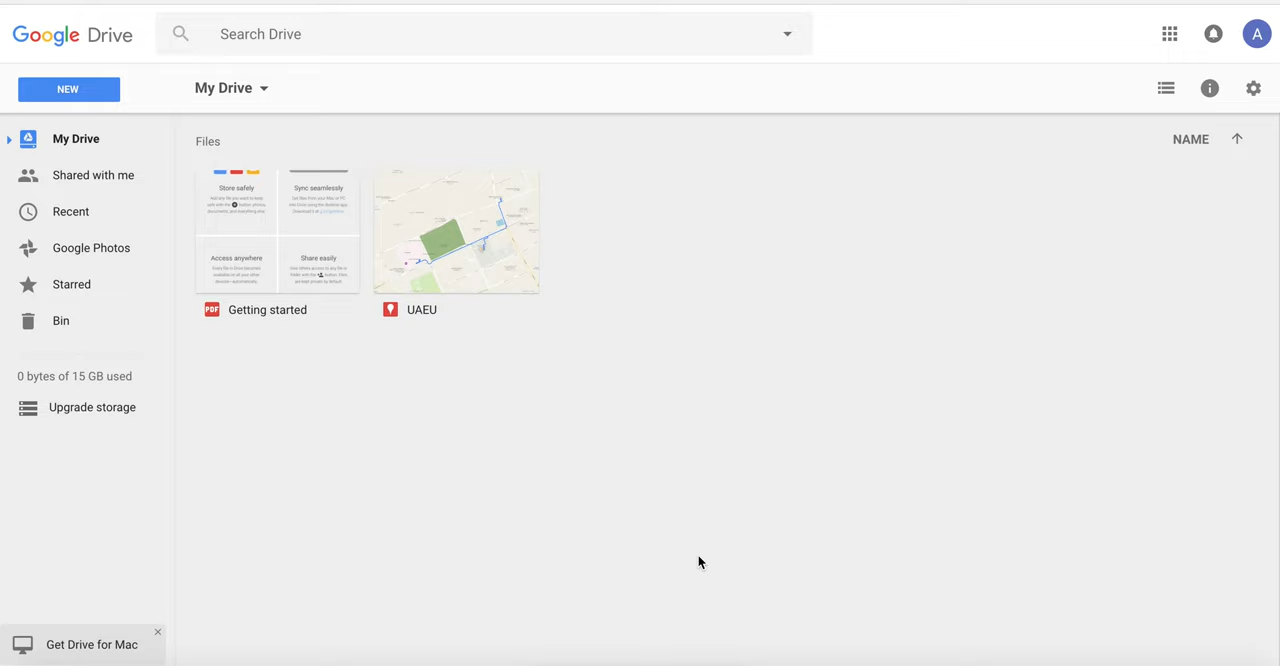 Google Drive
Search Drive
A
NEW
My Drive
My Drive
Shared with me
Recent
Google Photos
Starred
Bin
0 bytes of 15 GB used
Upgrade storage
Get Drive for Mac
Files
NAME
Store safely
Sync seamlessly
Access anywhere
Share easily
PDF Getting started
UAEU